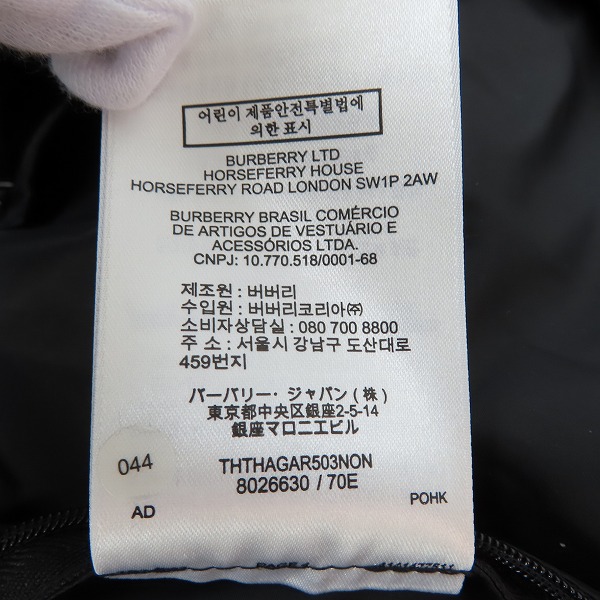 어린이 제품안전특별법에
의한 표시
BURBERRY LTD
HORSEFERRY HOUSE
HORSEFERRY ROAD LONDON SW1P 2AW
BURBERRY BRASIL COMÉRCIO
DE ARTIGOS DE VESTUÁRIO E
ACESSÓRIOS LTDA.
CNPJ: 10.770.518/0001-68
제조원 : 버버리
수입원 : 버버리코리아㈜
소비자상담실 : 080 700 8800
주 소 : 서울시 강남구 도산대로
459번지
バーバリー・ジャパン ( 株 )
東京都中央区銀座2-5-14
銀座マロニエビル
044
THTHAGAR503NON
8026630 / 70E
AD
POHK